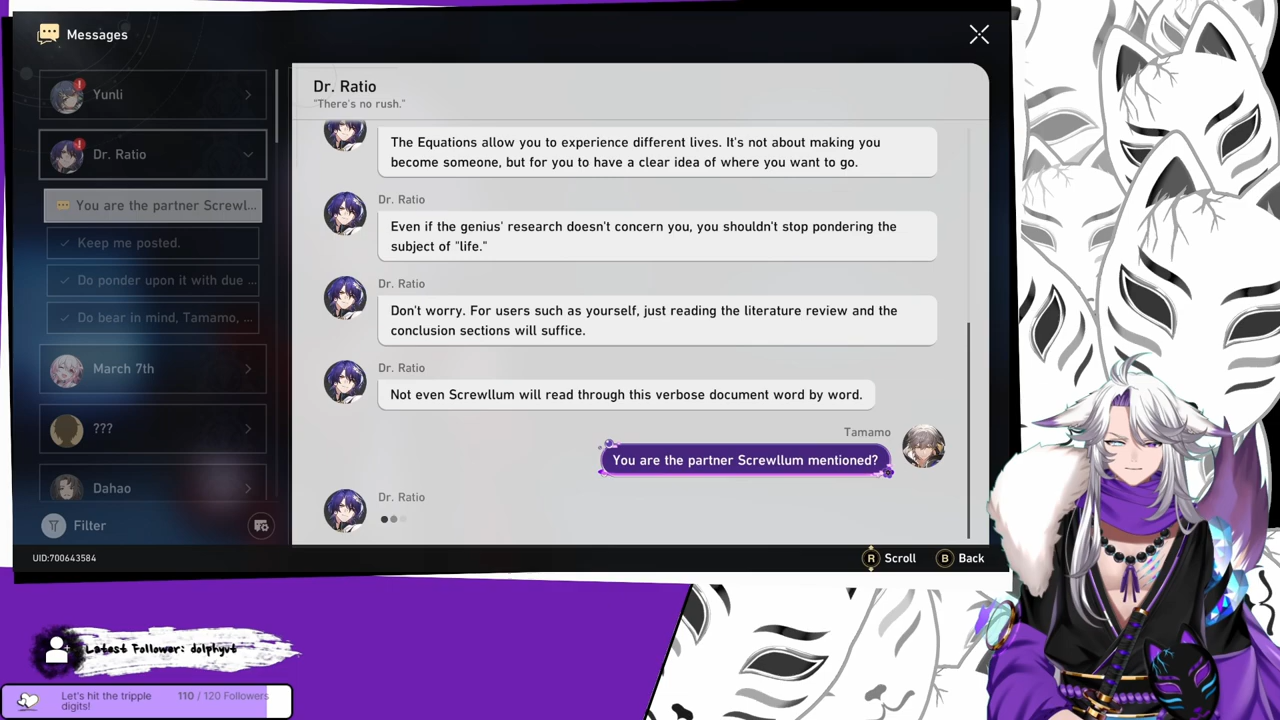 Messages
Yunli
Dr. Ratio
You are the partner Screwl...
Keep me posted.
Do ponder upon it with due ...
Do bear in mind, Tamamo, ...
March 7th
???
Dahao
Filter
UID:700643584
Dr. Ratio
"There's no rush."
The Equations allow you to experience different lives. It's not about making you
become someone, but for you to have a clear idea of where you want to go.
Dr. Ratio
Even if the genius' research doesn't concern you, you shouldn't stop pondering the
subject of "life."
Dr. Ratio
Don't worry. For users such as yourself, just reading the literature review and the
conclusion sections will suffice.
Dr. Ratio
Not even Screwllum will read through this verbose document word by word.
Tamamo
You are the partner Screwllum mentioned?
Dr. Ratio
R Scroll
B Back
Latest Follower: dolphyvt
Let's hit the tripple
digits!
110 / 120 Followers